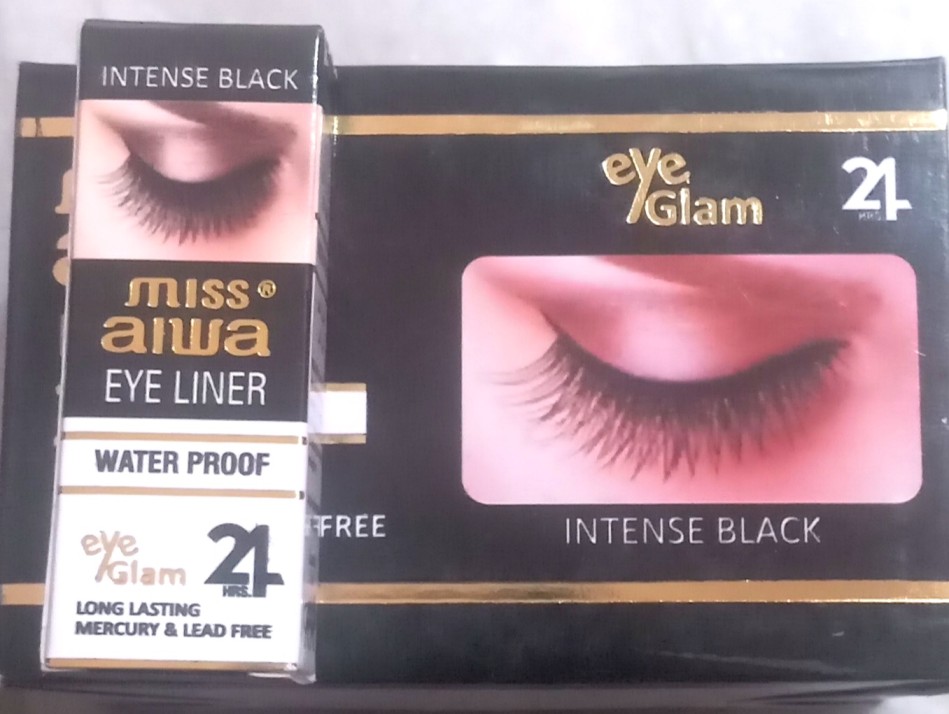 INTENSE BLACK
miss®
aiwa
EYE LINER
WATER PROOF
eye
Glam
24
HRS.
LONG LASTING
MERCURY & LEAD FREE
FREE
eye
Glam
24
HRS.
INTENSE BLACK